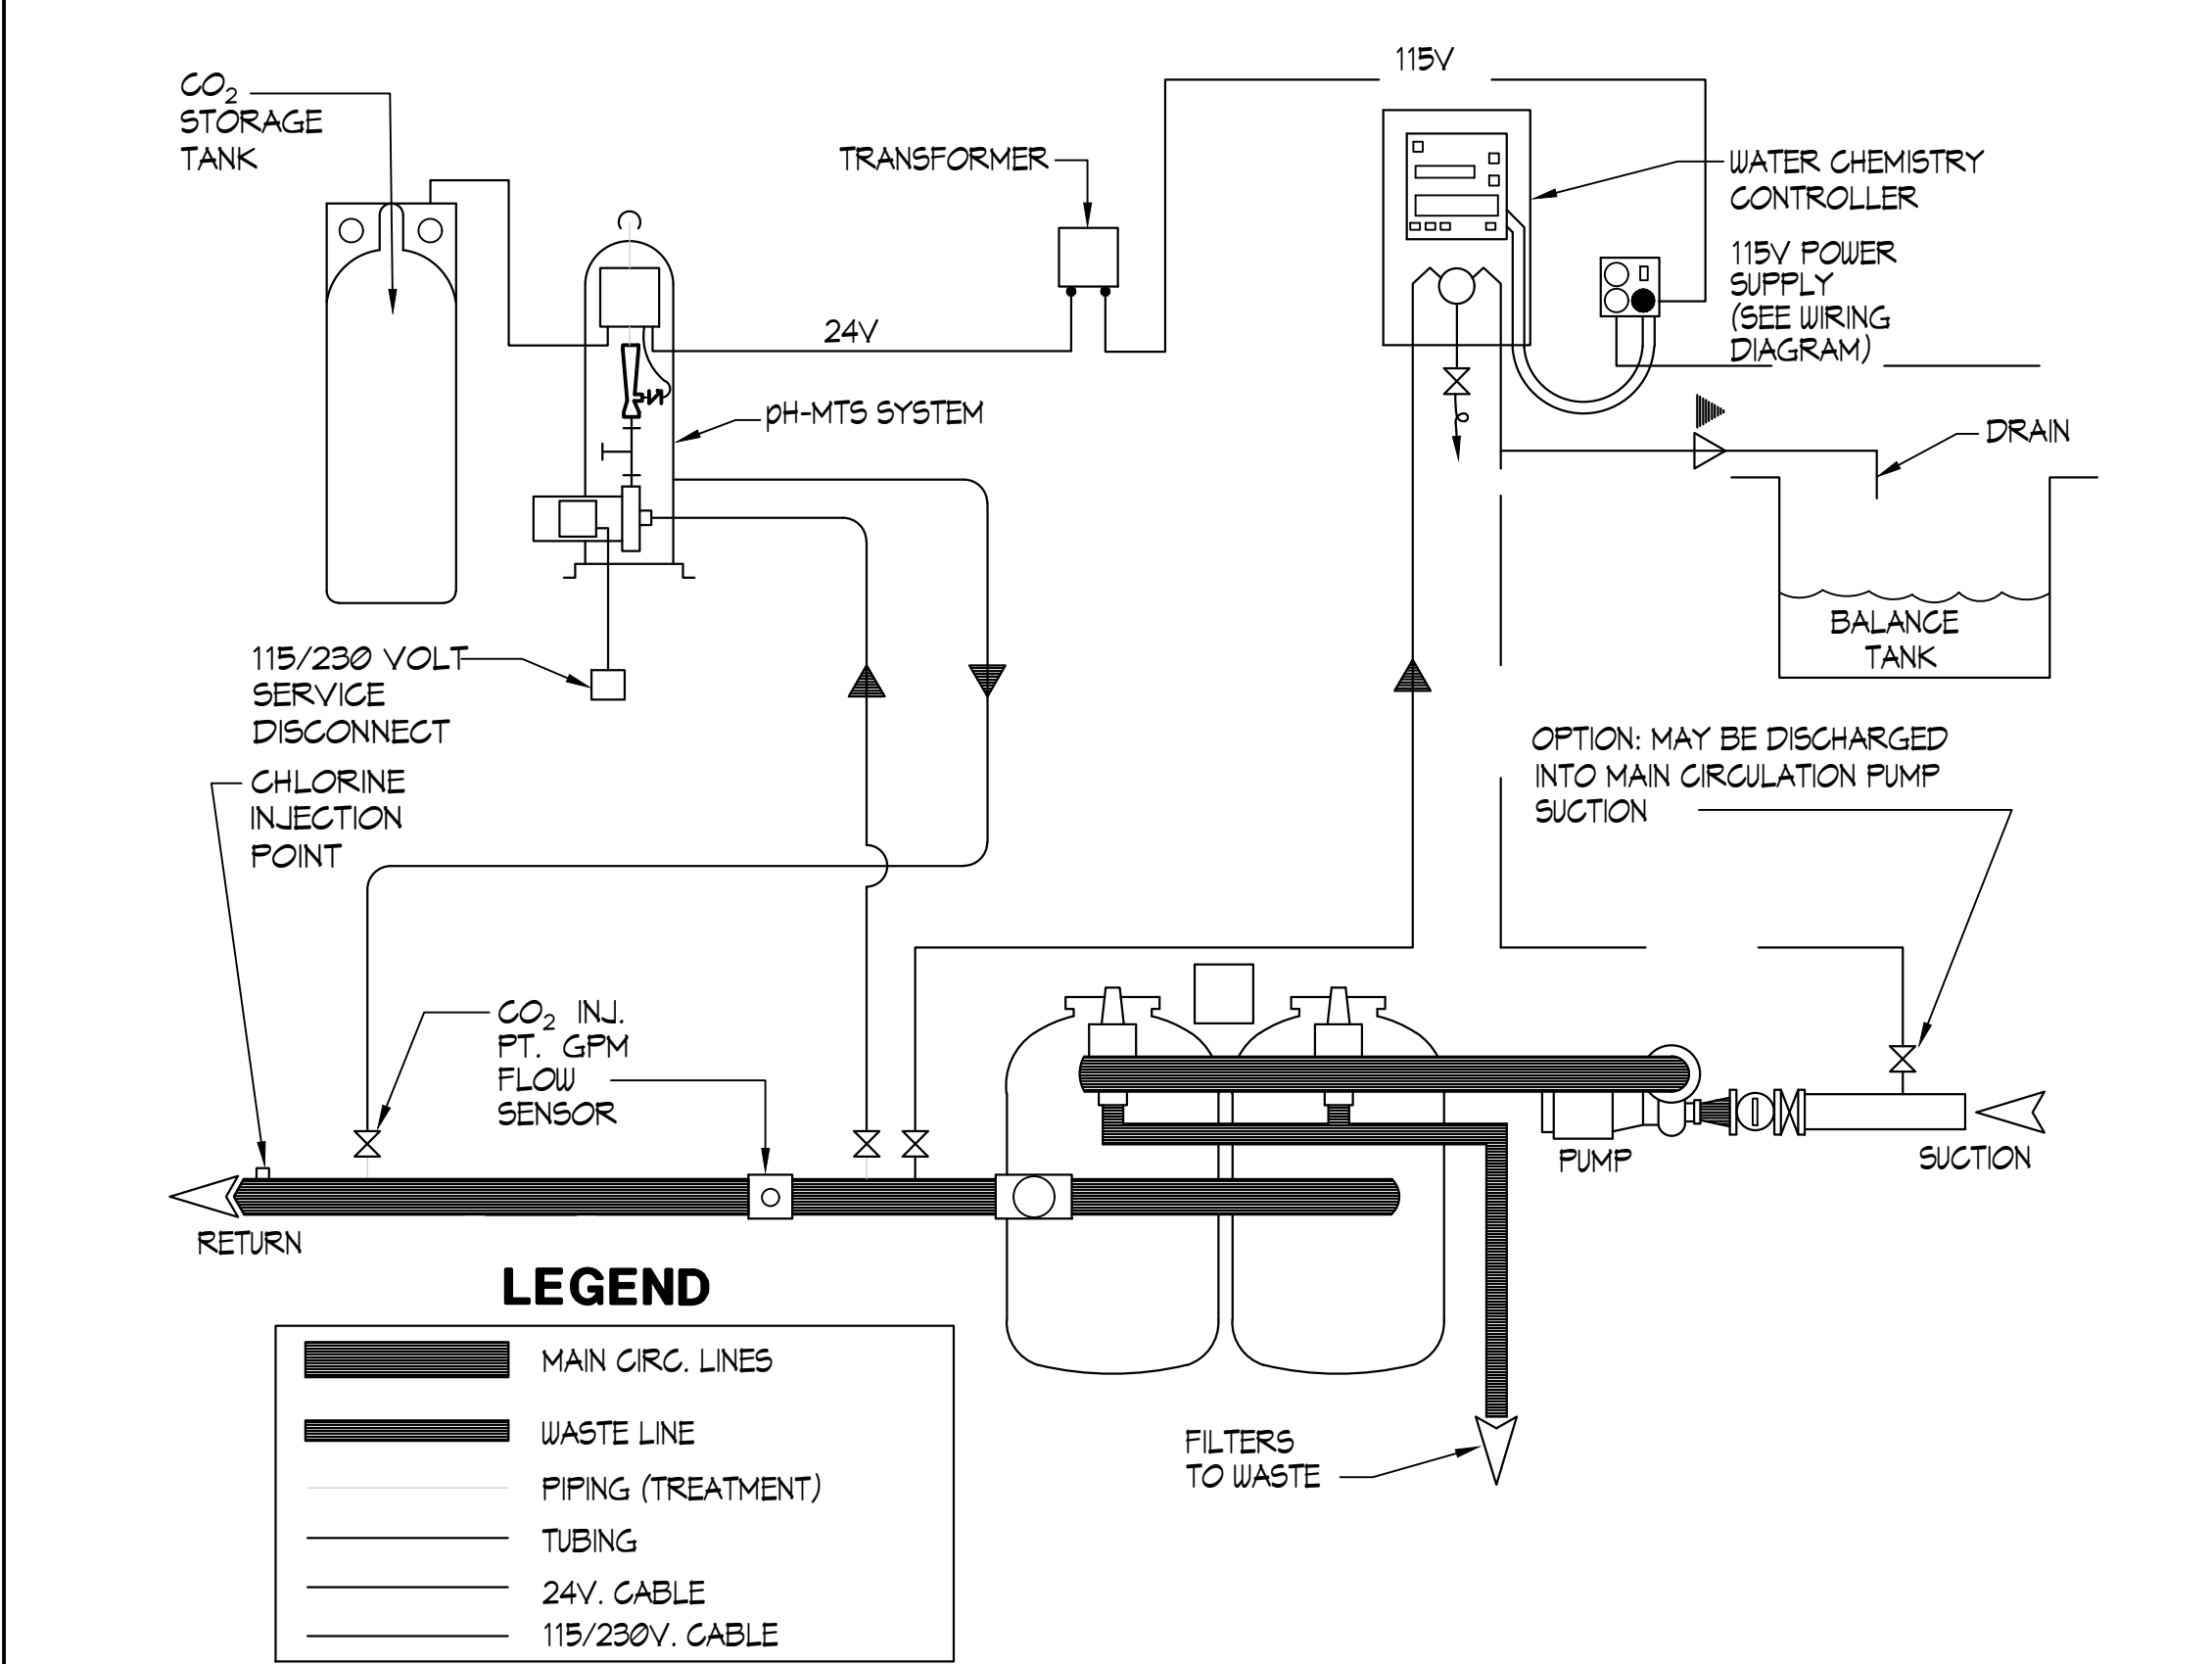 115V
CO2
STORAGE
TANK
TRANSFORMER
WATER CHEMISTRY
CONTROLLER
115V POWER
SUPPLY
(SEE WIRING
DIAGRAM)
24V
pH-MTS SYSTEM
DRAIN
BALANCE
TANK
115/230 VOLT
SERVICE
DISCONNECT
OPTION: MAY BE DISCHARGED
INTO MAIN CIRCULATION PUMP
SUCTION
CHLORINE
INJECTION
POINT
CO2 INJ.
PT. GPM
FLOW
SENSOR
PUMP
SUCTION
RETURN
LEGEND
MAIN CIRC. LINES
WASTE LINE
PIPING (TREATMENT)
TUBING
24V. CABLE
115/230V. CABLE
FILTERS
TO WASTE